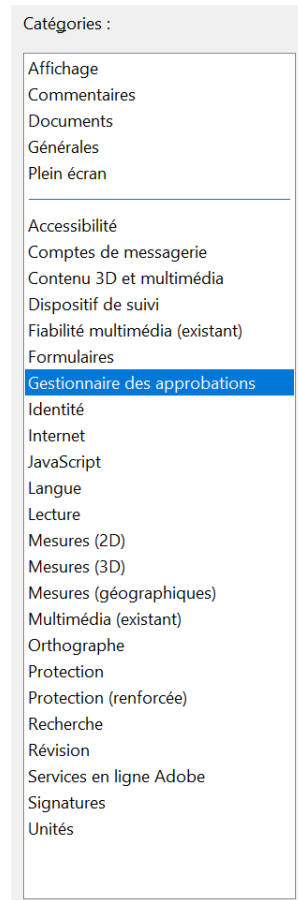 Catégories :
Affichage
Commentaires
Documents
Générales
Plein écran
Accessibilité
Comptes de messagerie
Contenu 3D et multimédia
Dispositif de suivi
Fiabilité multimédia (existant)
Formulaires
Gestionnaire des approbations
Identité
Internet
JavaScript
Langue
Lecture
Mesures (2D)
Mesures (3D)
Mesures (géographiques)
Multimédia (existant)
Orthographe
Protection
Protection (renforcée)
Recherche
Révision
Services en ligne Adobe
Signatures
Unités